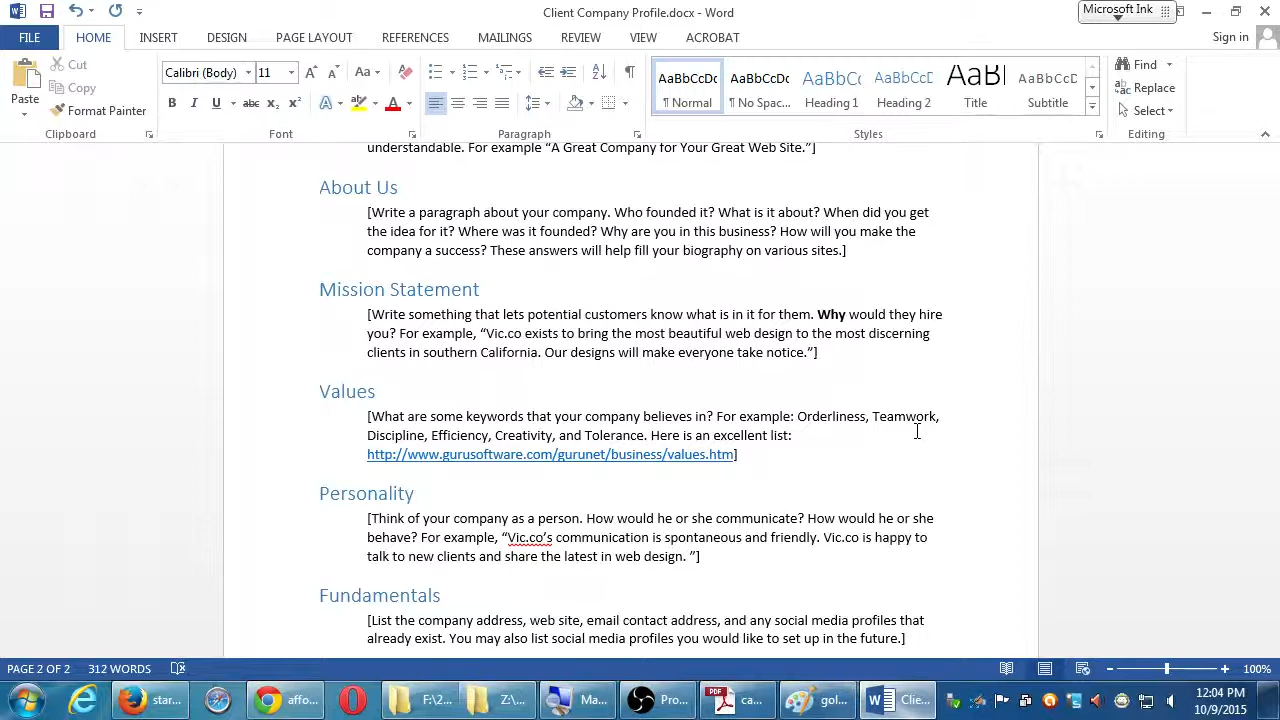 Client Company Profile.docx - Word
Microsoft Ink
FILE HOME INSERT DESIGN PAGE LAYOUT REFERENCES MAILINGS REVIEW VIEW ACROBAT
Sign in
Paste
Cut
Copy
Format Painter
Clipboard
Calibri (Body) 11
Aa
B I U abc x₂ x²
A A
Font
Paragraph
AaBbCcDc AaBbCcDc AaBbCc AaBbCcD AaB AaBbCcD
¶ Normal ¶ No Spac... Heading 1 Heading 2 Title Subtitle
Styles
Find
Replace
Select
Editing
understandable. For example “A Great Company for Your Great Web Site.”]
About Us
[Write a paragraph about your company. Who founded it? What is it about? When did you get
the idea for it? Where was it founded? Why are you in this business? How will you make the
company a success? These answers will help fill your biography on various sites.]
Mission Statement
[Write something that lets potential customers know what is in it for them. Why would they hire
you? For example, “Vic.co exists to bring the most beautiful web design to the most discerning
clients in southern California. Our designs will make everyone take notice.”]
Values
[What are some keywords that your company believes in? For example: Orderliness, Teamwork,
Discipline, Efficiency, Creativity, and Tolerance. Here is an excellent list:
http://www.gurusoftware.com/gurunet/business/values.htm]
Personality
[Think of your company as a person. How would he or she communicate? How would he or she
behave? For example, “Vic.co’s communication is spontaneous and friendly. Vic.co is happy to
talk to new clients and share the latest in web design. ”]
Fundamentals
[List the company address, web site, email contact address, and any social media profiles that
already exist. You may also list social media profiles you would like to set up in the future.]
PAGE 2 OF 2 312 WORDS
100%
star... affo... F:\2... Z:\... Ma... Pro... ca... gol... Clie...
12:04 PM
10/9/2015